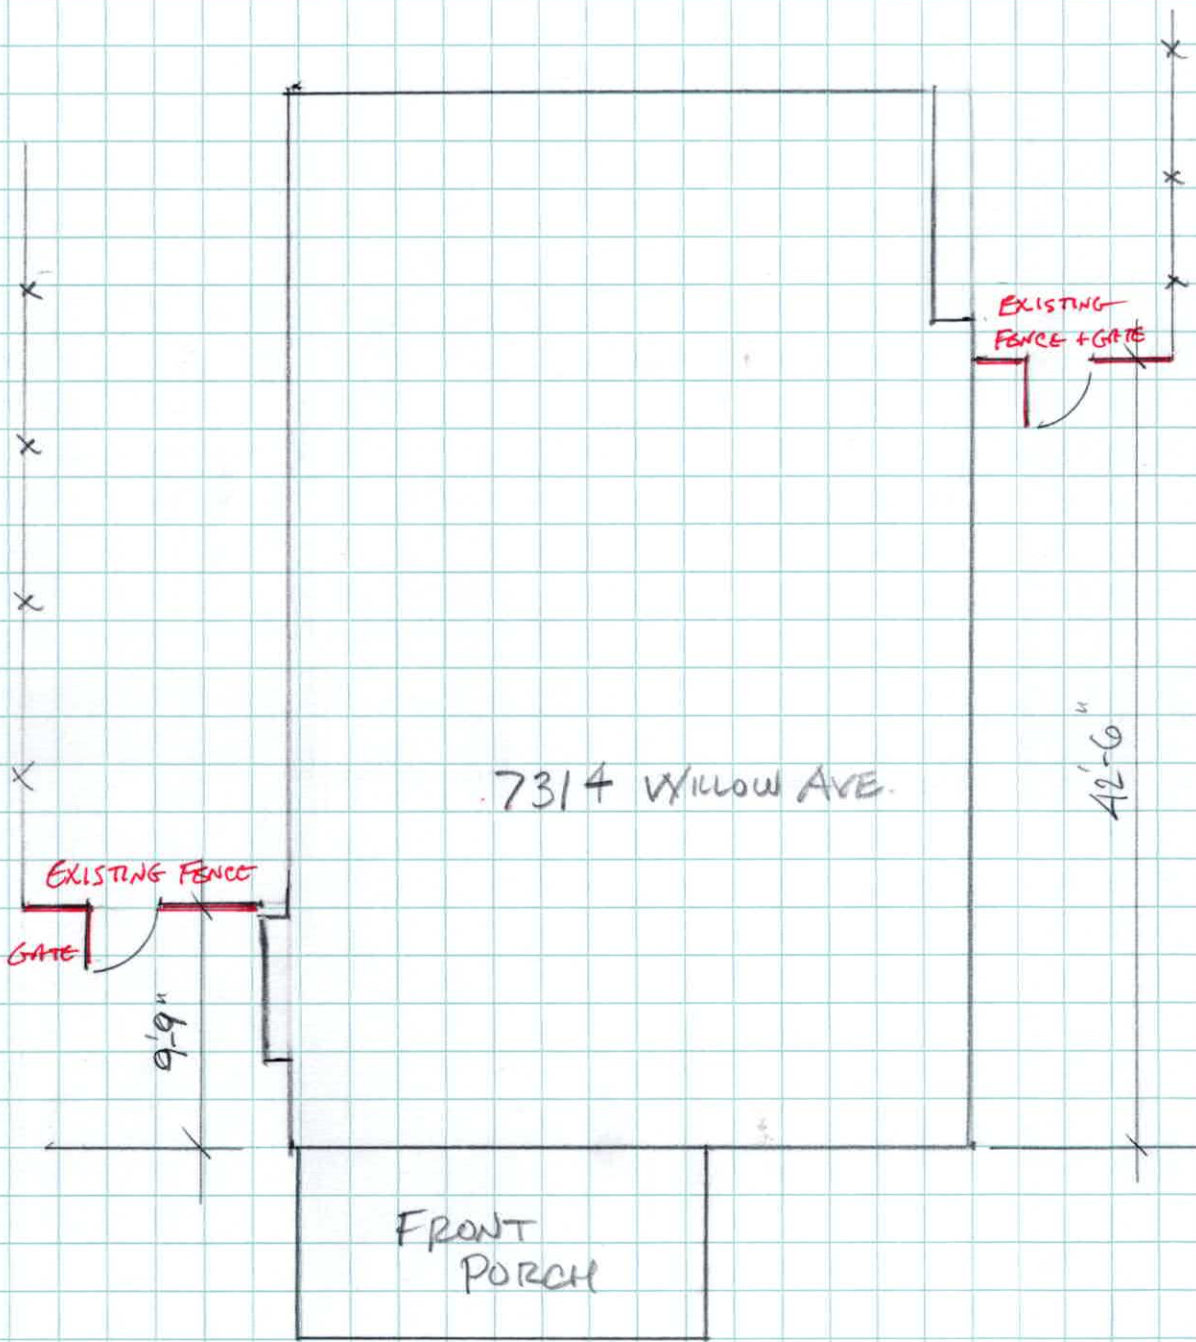 EXISTING
FENCE + GATE
42'-6"
7314 WILLOW AVE.
EXISTING FENCE
GATE
9'-9"
FRONT
PORCH